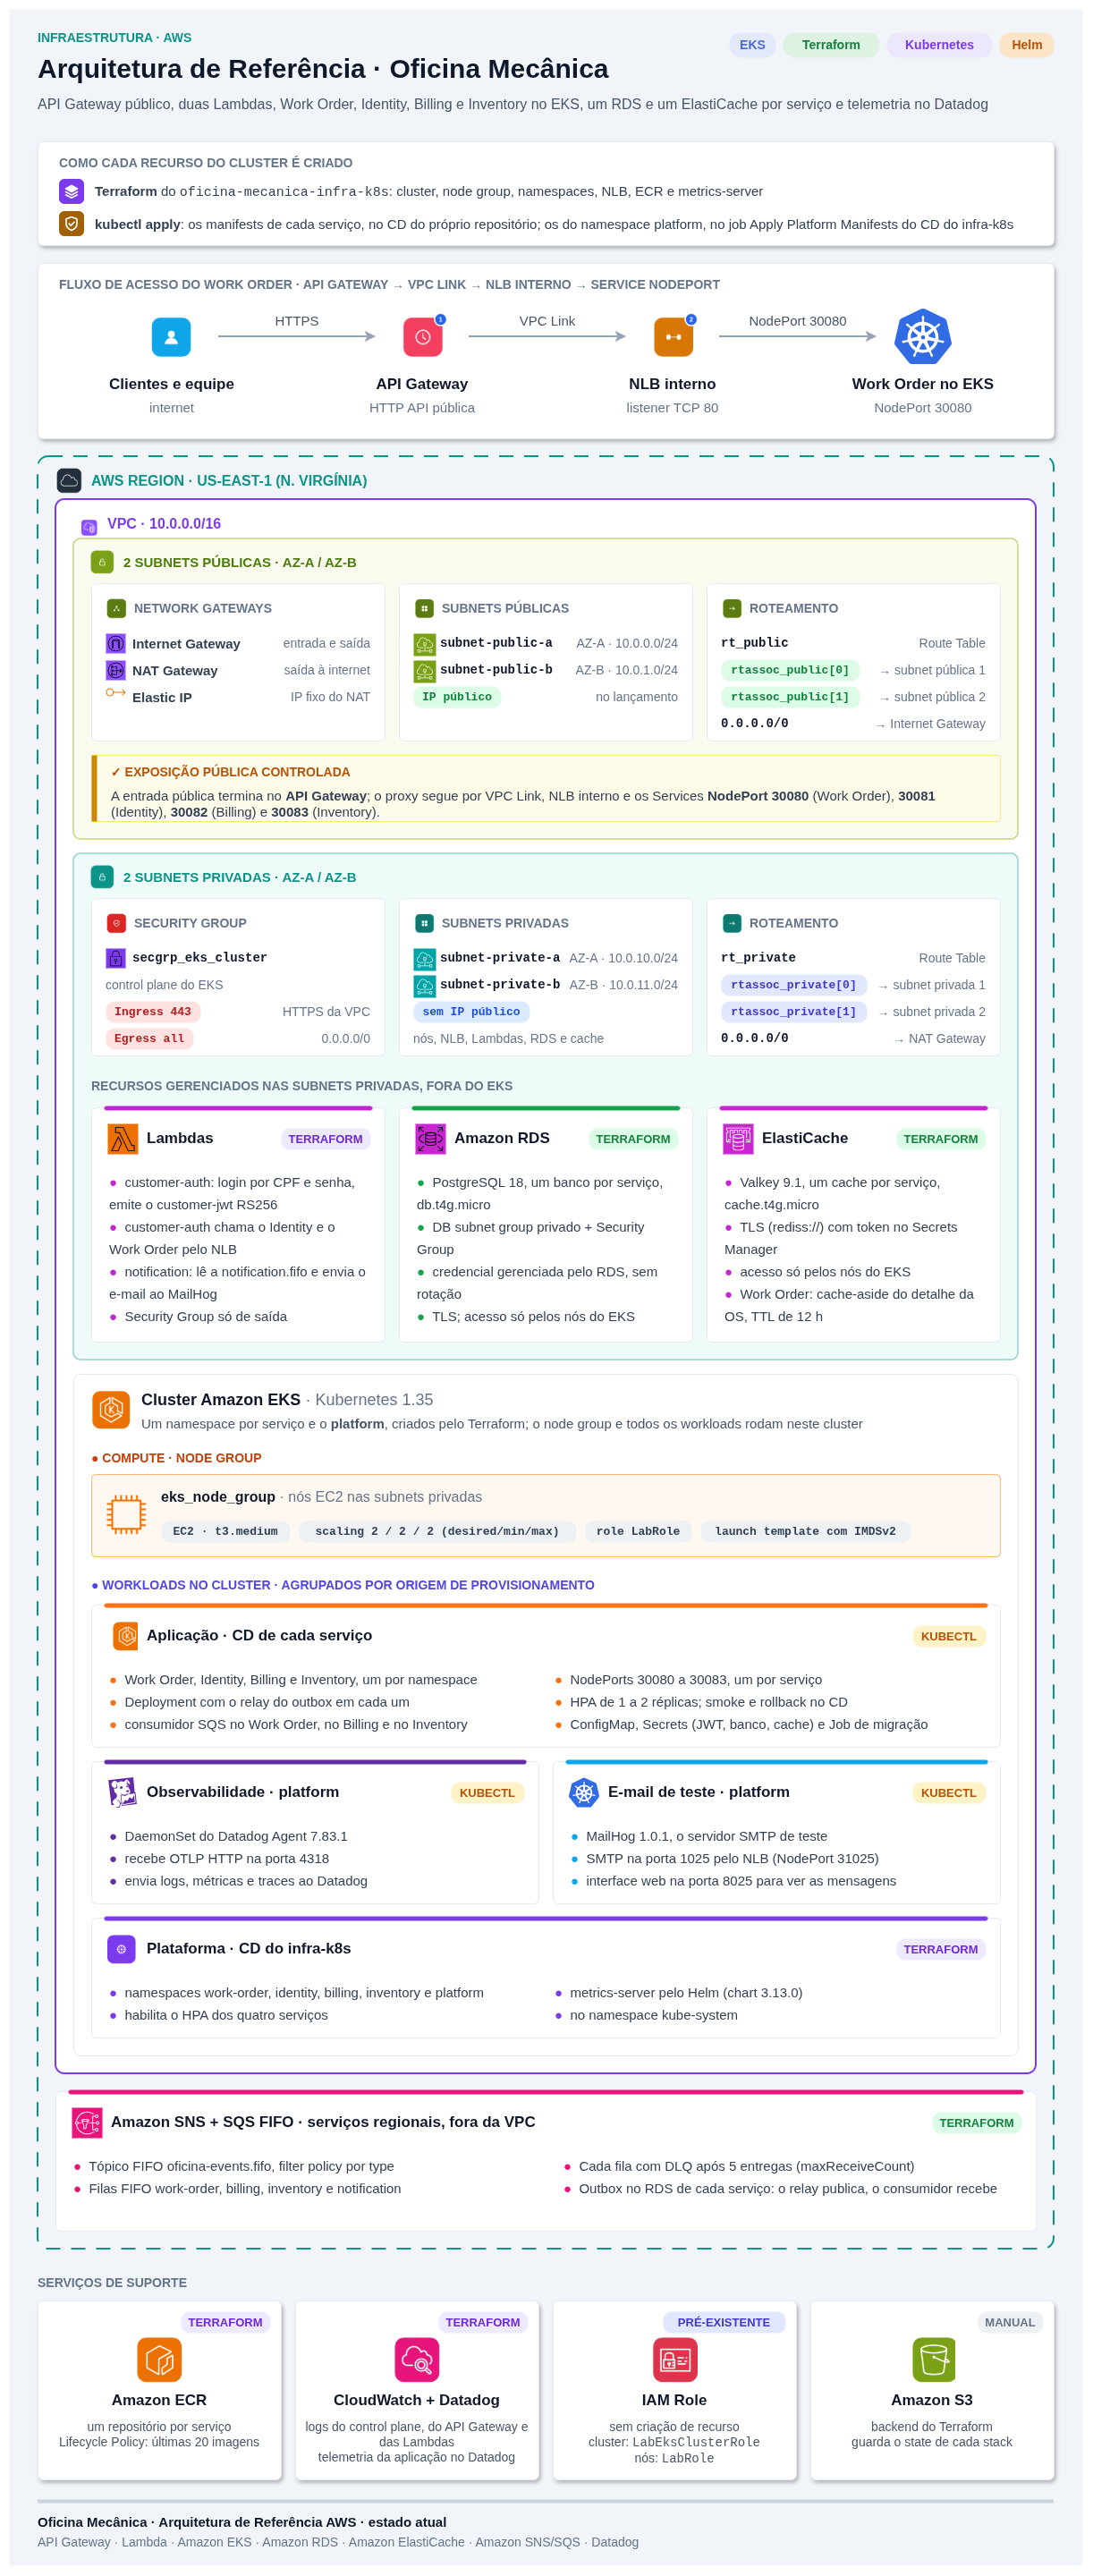 INFRAESTRUTURA · AWS
EKS
Terraform
Kubernetes
Helm
Arquitetura de Referência · Oficina Mecânica
API Gateway público, duas Lambdas, Work Order, Identity, Billing e Inventory no EKS, um RDS e um ElastiCache por serviço e telemetria no Datadog
COMO CADA RECURSO DO CLUSTER É CRIADO
Terraform do oficina-mecanica-infra-k8s: cluster, node group, namespaces, NLB, ECR e metrics-server
kubectl apply: os manifests de cada serviço, no CD do próprio repositório; os do namespace platform, no job Apply Platform Manifests do CD do infra-k8s
FLUXO DE ACESSO DO WORK ORDER · API GATEWAY → VPC LINK → NLB INTERNO → SERVICE NODEPORT
HTTPS
1
VPC Link
2
NodePort 30080
Clientes e equipe
API Gateway
NLB interno
Work Order no EKS
internet
HTTP API pública
listener TCP 80
NodePort 30080
AWS REGION · US-EAST-1 (N. VIRGÍNIA)
VPC · 10.0.0.0/16
2 SUBNETS PÚBLICAS · AZ-A / AZ-B
NETWORK GATEWAYS
Internet Gateway entrada e saída
NAT Gateway saída à internet
Elastic IP IP fixo do NAT
SUBNETS PÚBLICAS
subnet-public-a AZ-A · 10.0.0.0/24
subnet-public-b AZ-B · 10.0.1.0/24
IP público no lançamento
ROTEAMENTO
rt_public Route Table
rtassoc_public[0] → subnet pública 1
rtassoc_public[1] → subnet pública 2
0.0.0.0/0 → Internet Gateway
✓ EXPOSIÇÃO PÚBLICA CONTROLADA
A entrada pública termina no API Gateway; o proxy segue por VPC Link, NLB interno e os Services NodePort 30080 (Work Order), 30081
(Identity), 30082 (Billing) e 30083 (Inventory).
2 SUBNETS PRIVADAS · AZ-A / AZ-B
SECURITY GROUP
secgrp_eks_cluster
control plane do EKS
Ingress 443 HTTPS da VPC
Egress all 0.0.0.0/0
SUBNETS PRIVADAS
subnet-private-a AZ-A · 10.0.10.0/24
subnet-private-b AZ-B · 10.0.11.0/24
sem IP público
nós, NLB, Lambdas, RDS e cache
ROTEAMENTO
rt_private Route Table
rtassoc_private[0] → subnet privada 1
rtassoc_private[1] → subnet privada 2
0.0.0.0/0 → NAT Gateway
RECURSOS GERENCIADOS NAS SUBNETS PRIVADAS, FORA DO EKS
Lambdas TERRAFORM
● customer-auth: login por CPF e senha,
emite o customer-jwt RS256
● customer-auth chama o Identity e o
Work Order pelo NLB
● notification: lê a notification.fifo e envia o
e-mail ao MailHog
● Security Group só de saída
Amazon RDS TERRAFORM
● PostgreSQL 18, um banco por serviço,
db.t4g.micro
● DB subnet group privado + Security
Group
● credencial gerenciada pelo RDS, sem
rotação
● TLS; acesso só pelos nós do EKS
ElastiCache TERRAFORM
● Valkey 9.1, um cache por serviço,
cache.t4g.micro
● TLS (rediss://) com token no Secrets
Manager
● acesso só pelos nós do EKS
● Work Order: cache-aside do detalhe da
OS, TTL de 12 h
Cluster Amazon EKS · Kubernetes 1.35
Um namespace por serviço e o platform, criados pelo Terraform; o node group e todos os workloads rodam neste cluster
● COMPUTE · NODE GROUP
eks_node_group · nós EC2 nas subnets privadas
EC2 · t3.medium
scaling 2 / 2 / 2 (desired/min/max)
role LabRole
launch template com IMDSv2
● WORKLOADS NO CLUSTER · AGRUPADOS POR ORIGEM DE PROVISIONAMENTO
Aplicação · CD de cada serviço KUBECTL
● Work Order, Identity, Billing e Inventory, um por namespace
● Deployment com o relay do outbox em cada um
● consumidor SQS no Work Order, no Billing e no Inventory
● NodePorts 30080 a 30083, um por serviço
● HPA de 1 a 2 réplicas; smoke e rollback no CD
● ConfigMap, Secrets (JWT, banco, cache) e Job de migração
Observabilidade · platform KUBECTL
● DaemonSet do Datadog Agent 7.83.1
● recebe OTLP HTTP na porta 4318
● envia logs, métricas e traces ao Datadog
E-mail de teste · platform KUBECTL
● MailHog 1.0.1, o servidor SMTP de teste
● SMTP na porta 1025 pelo NLB (NodePort 31025)
● interface web na porta 8025 para ver as mensagens
Plataforma · CD do infra-k8s TERRAFORM
● namespaces work-order, identity, billing, inventory e platform
● habilita o HPA dos quatro serviços
● metrics-server pelo Helm (chart 3.13.0)
● no namespace kube-system
Amazon SNS + SQS FIFO · serviços regionais, fora da VPC TERRAFORM
● Tópico FIFO oficina-events.fifo, filter policy por type
● Filas FIFO work-order, billing, inventory e notification
● Cada fila com DLQ após 5 entregas (maxReceiveCount)
● Outbox no RDS de cada serviço: o relay publica, o consumidor recebe
SERVIÇOS DE SUPORTE
TERRAFORM
Amazon ECR
um repositório por serviço
Lifecycle Policy: últimas 20 imagens
TERRAFORM
CloudWatch + Datadog
logs do control plane, do API Gateway e
das Lambdas
telemetria da aplicação no Datadog
PRÉ-EXISTENTE
IAM Role
sem criação de recurso
cluster: LabEksClusterRole
nós: LabRole
MANUAL
Amazon S3
backend do Terraform
guarda o state de cada stack
Oficina Mecânica · Arquitetura de Referência AWS · estado atual
API Gateway · Lambda · Amazon EKS · Amazon RDS · Amazon ElastiCache · Amazon SNS/SQS · Datadog